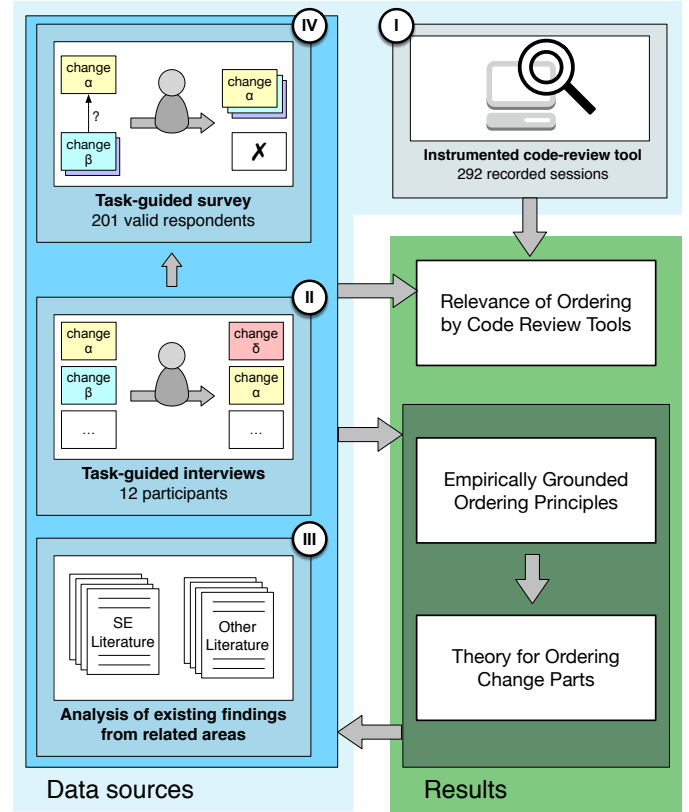 IV
change
α
?
change
β
change
α
✗
Task-guided survey
201 valid respondents
I
Instrumented code-review tool
292 recorded sessions
II
change
α
change
β
...
change
δ
change
α
...
Task-guided interviews
12 participants
Relevance of Ordering
by Code Review Tools
Empirically Grounded
Ordering Principles
Theory for Ordering
Change Parts
III
SE
Literature
Other
Literature
Analysis of existing findings
from related areas
Data sources
Results